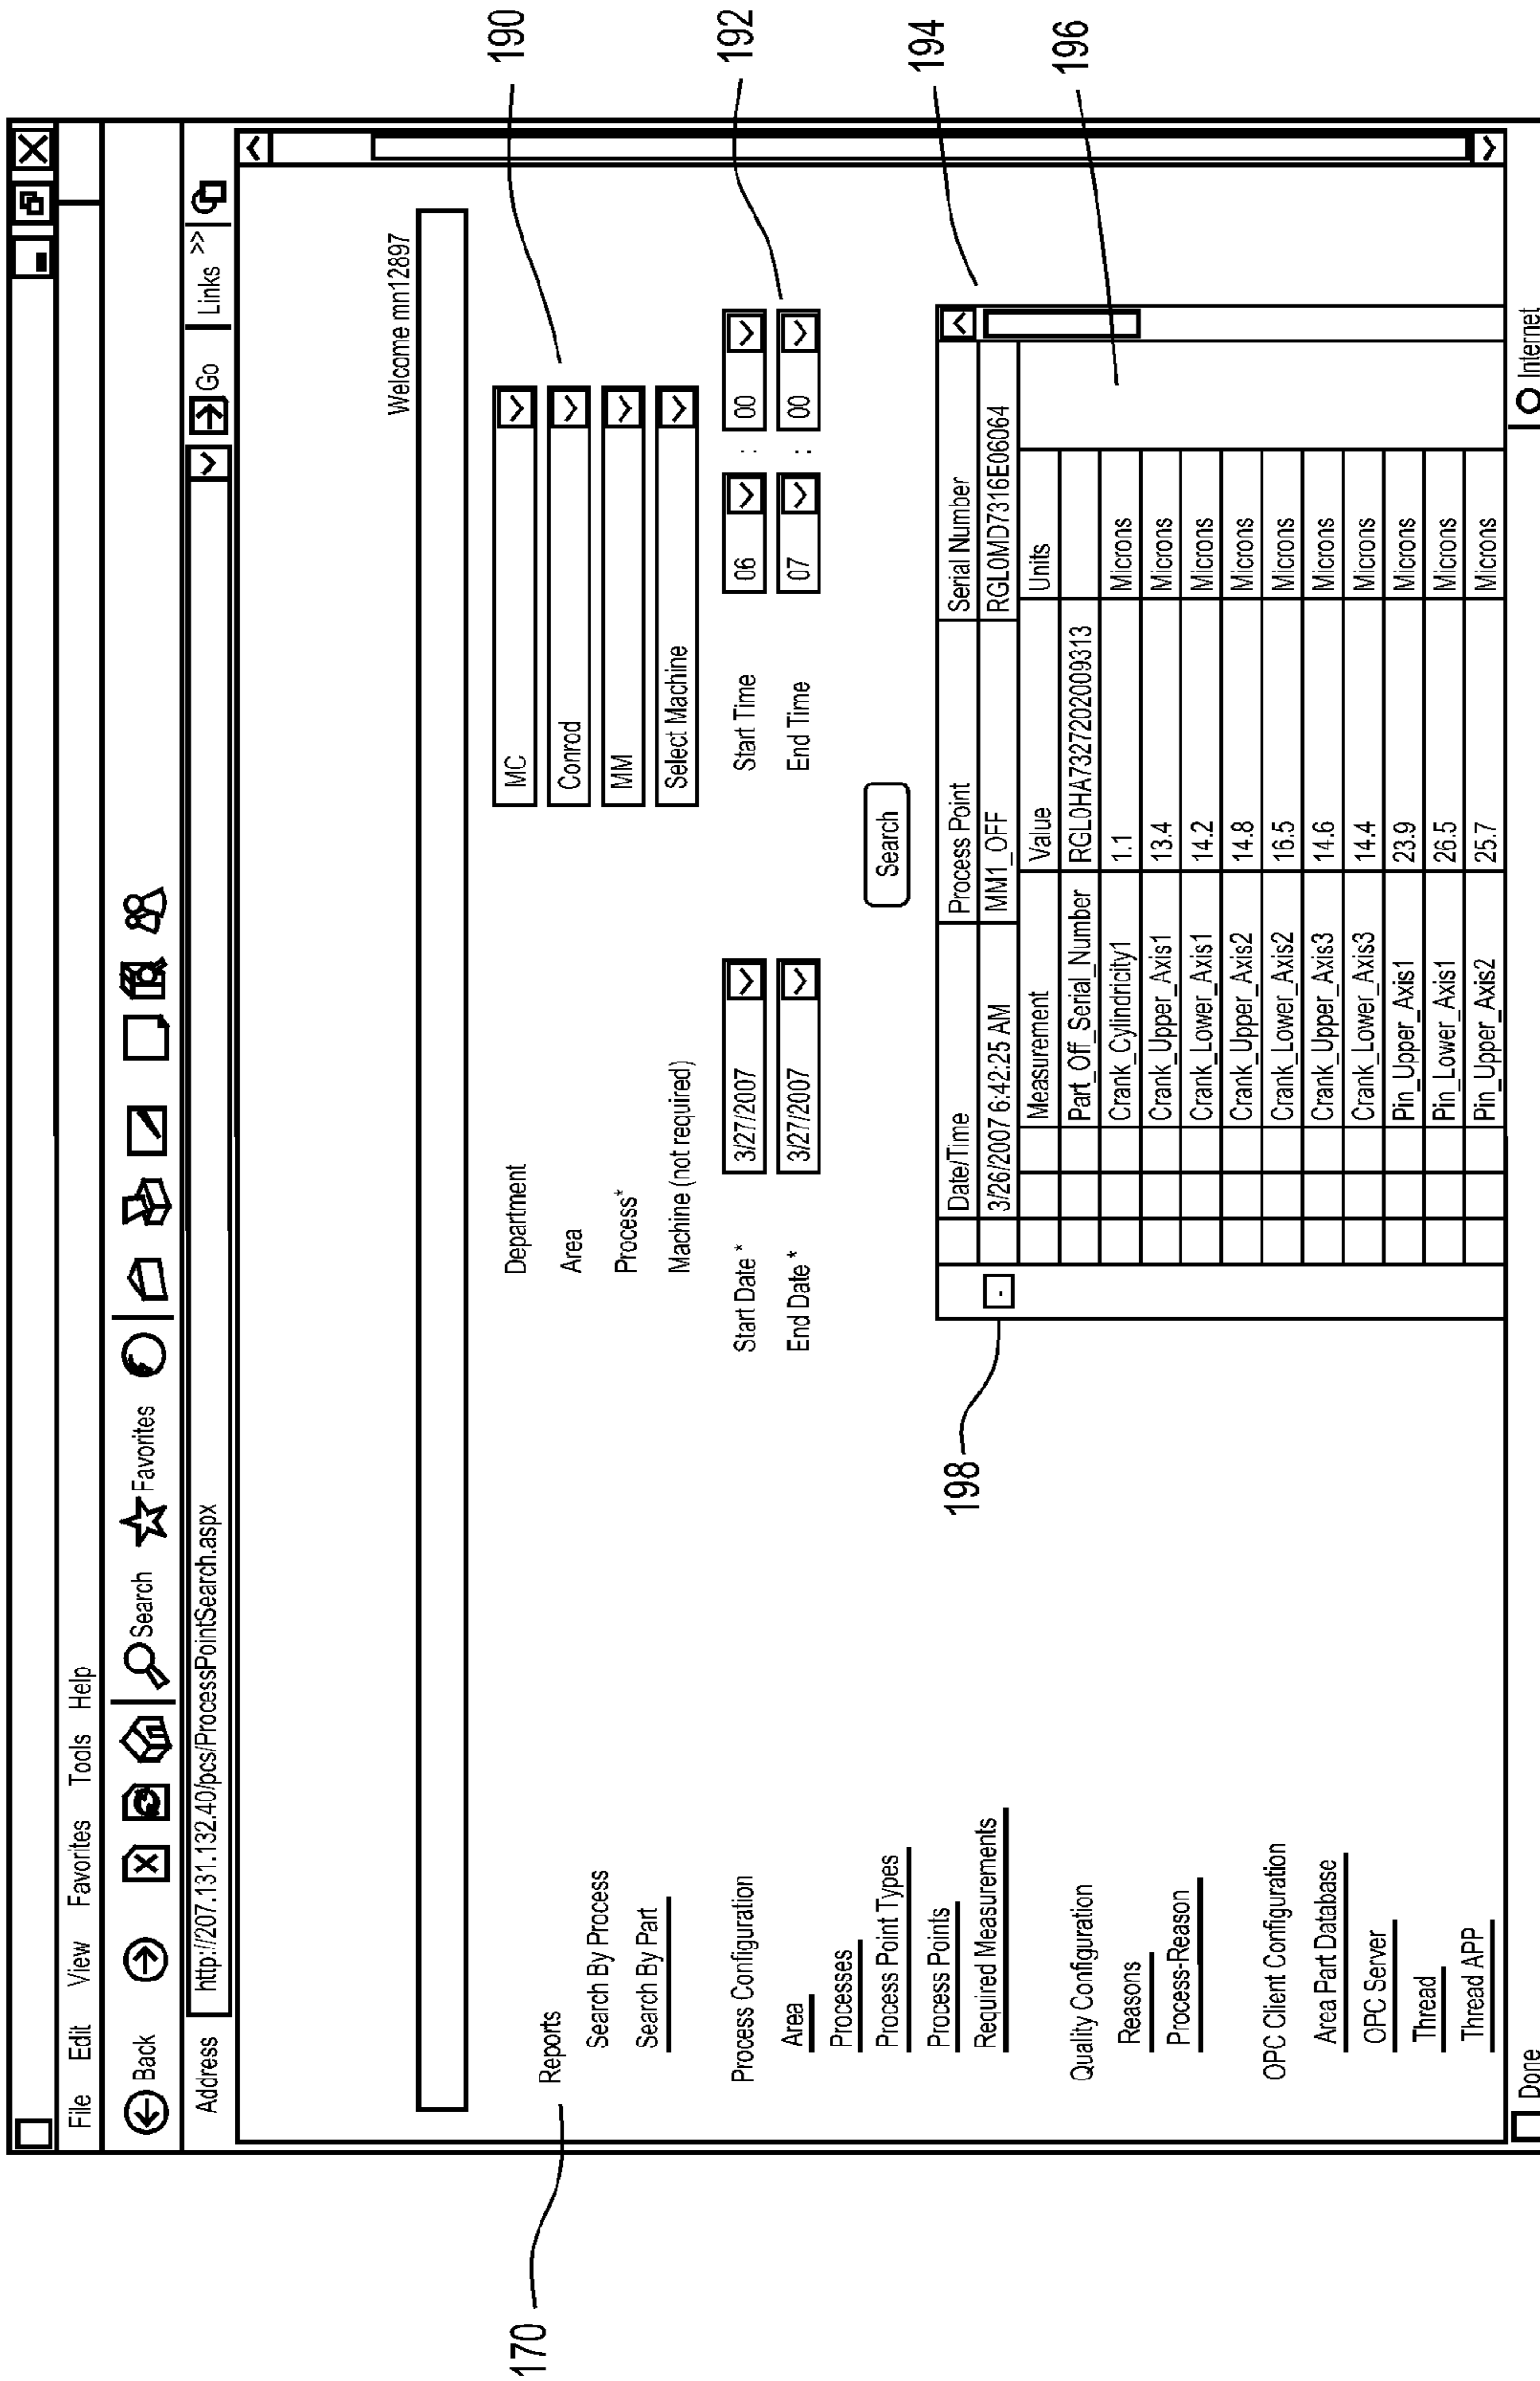 File Edit View Favorites Tools Help
Back Search Favorites
Address http://207.131.132.40/pcs/ProcessPointSearch.aspx Go Links >>
Welcome mn12897
170
Reports
Search By Process
Search By Part
Process Configuration
Area
Processes
Process Point Types
Process Points
Required Measurements
Quality Configuration
Reasons
Process-Reason
OPC Client Configuration
Area Part Database
OPC Server
Thread
Thread APP
Department MC
190
Area Conrod
Process* MM
Machine (not required) Select Machine
Start Date * 3/27/2007 Start Time 06 : 00
192
End Date * 3/27/2007 End Time 07 : 00
Search
194
Date/Time Process Point Serial Number
198
- 3/26/2007 6:42:25 AM MM1_OFF RGL0MD7316E06064
196
Measurement Value Units
Part_Off_Serial_Number RGL0HA7327202009313
Crank_Cylindricity1 1.1 Microns
Crank_Upper_Axis1 13.4 Microns
Crank_Lower_Axis1 14.2 Microns
Crank_Upper_Axis2 14.8 Microns
Crank_Lower_Axis2 16.5 Microns
Crank_Upper_Axis3 14.6 Microns
Crank_Lower_Axis3 14.4 Microns
Pin_Upper_Axis1 23.9 Microns
Pin_Lower_Axis1 26.5 Microns
Pin_Upper_Axis2 25.7 Microns
Done Internet